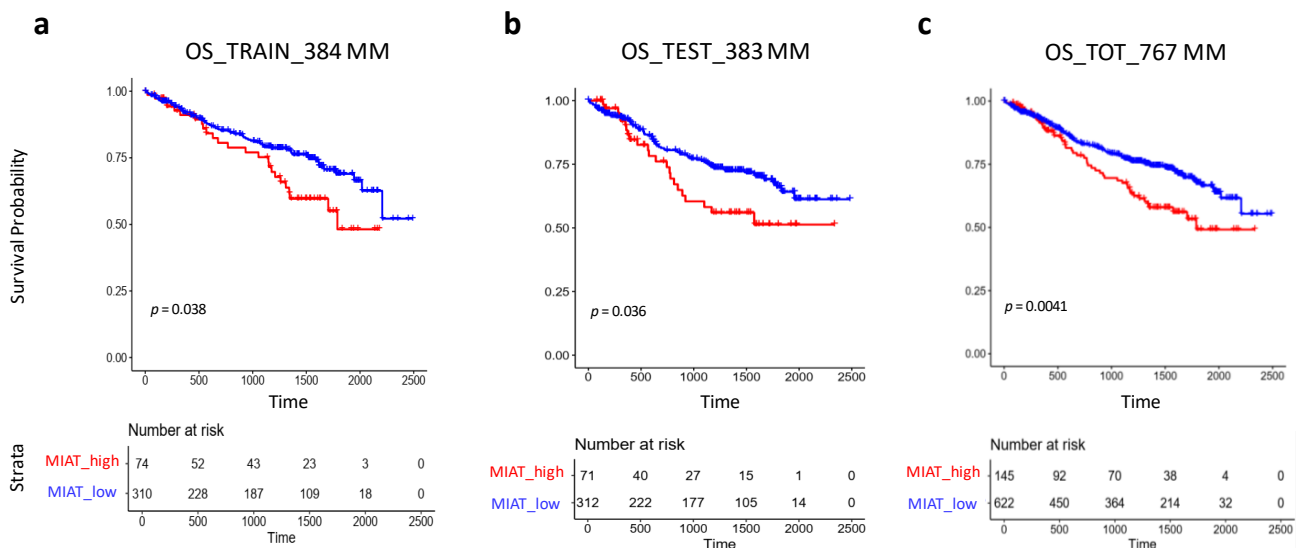 a
OS_TRAIN_384 MM
Survival Probability
1.00
0.75
0.50
0.25
0.00
p = 0.038
0 500 1000 1500 2000 2500
Time
Strata
Number at risk
MIAT_high 74 52 43 23 3 0
MIAT_low 310 228 187 109 18 0
0 500 1000 1500 2000 2500
Time
b
OS_TEST_383 MM
1.00
0.75
0.50
0.25
0.00
p = 0.036
0 500 1000 1500 2000 2500
Time
Number at risk
MIAT_high 71 40 27 15 1 0
MIAT_low 312 222 177 105 14 0
0 500 1000 1500 2000 2500
Time
c
OS_TOT_767 MM
1.00
0.75
0.50
0.25
0.00
p = 0.0041
0 500 1000 1500 2000 2500
Time
Number at risk
MIAT_high 145 92 70 38 4 0
MIAT_low 622 450 364 214 32 0
0 500 1000 1500 2000 2500
Time